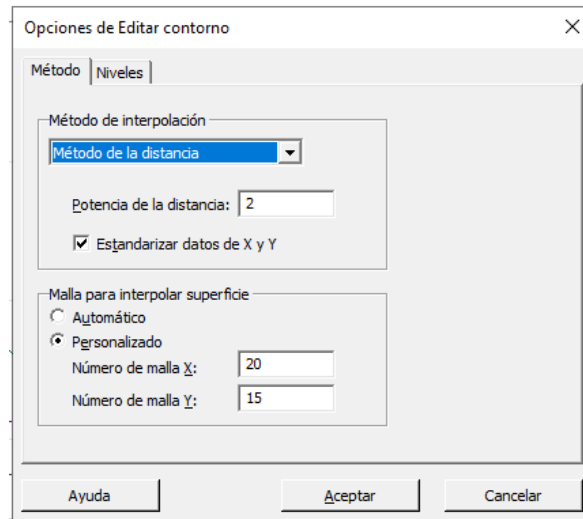 Opciones de Editar contorno
Método
Niveles
Método de interpolación
Método de la distancia
Potencia de la distancia: 2
Estandarizar datos de X y Y
Malla para interpolar superficie
Automático
Personalizado
Número de malla X: 20
Número de malla Y: 15
Ayuda
Aceptar
Cancelar